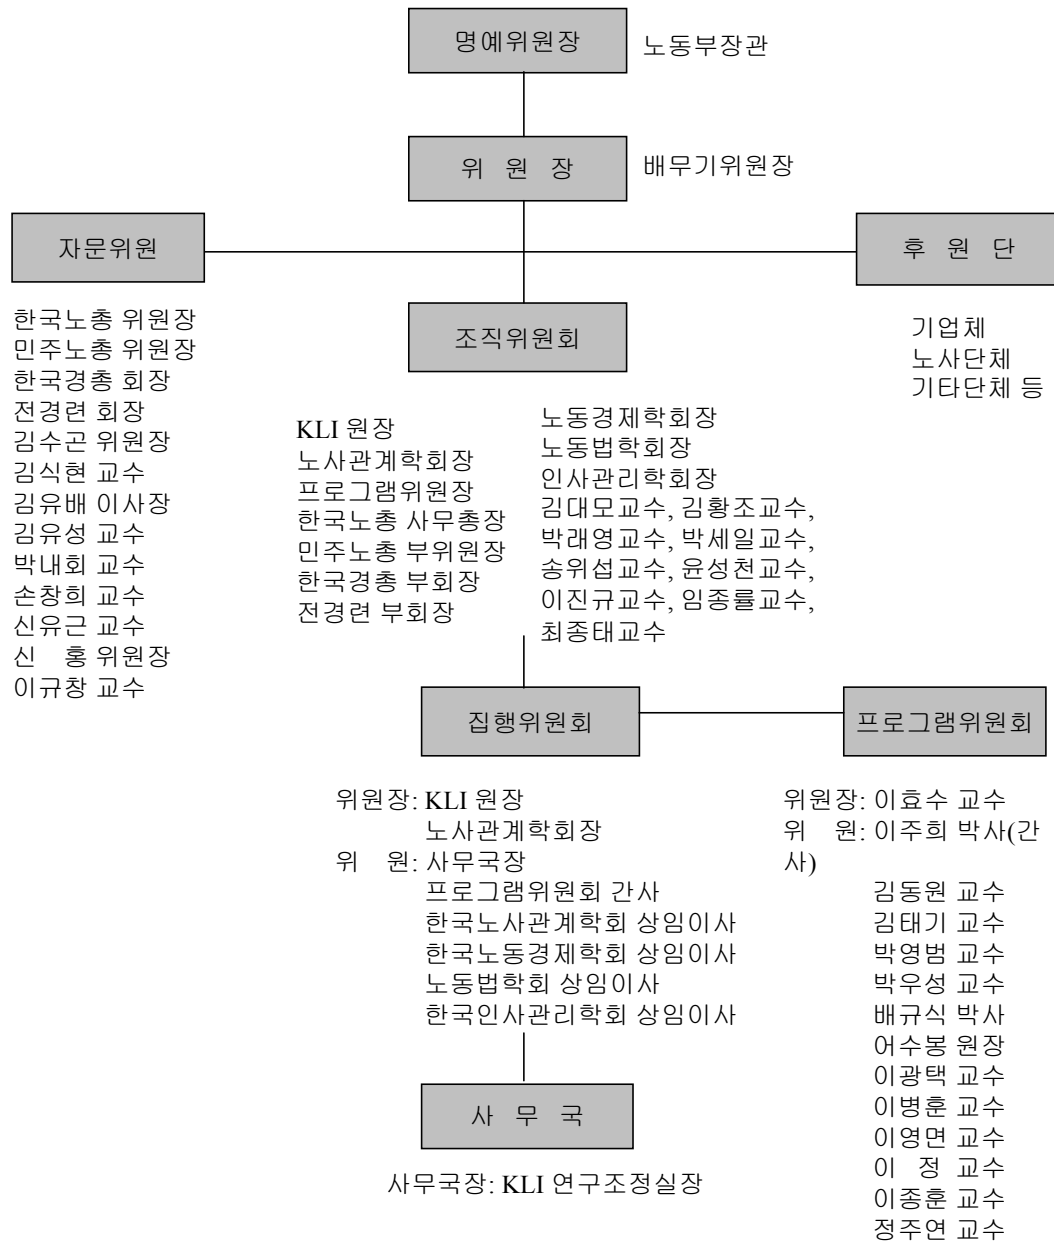 명예위원장
노동부장관
위 원 장
배무기위원장
자문위원
후 원 단
한국노총 위원장
민주노총 위원장
한국경총 회장
전경련 회장
김수곤 위원장
김식현 교수
김유배 이사장
김유성 교수
박내회 교수
손창희 교수
신유근 교수
신 홍 위원장
이규창 교수
기업체
노사단체
기타단체 등
조직위원회
KLI 원장
노사관계학회장
프로그램위원장
한국노총 사무총장
민주노총 부위원장
한국경총 부회장
전경련 부회장
노동경제학회장
노동법학회장
인사관리학회장
김대모교수, 김황조교수,
박래영교수, 박세일교수,
송위섭교수, 윤성천교수,
이진규교수, 임종률교수,
최종태교수
집행위원회
프로그램위원회
위원장: KLI 원장
노사관계학회장
위 원: 사무국장
프로그램위원회 간사
한국노사관계학회 상임이사
한국노동경제학회 상임이사
노동법학회 상임이사
한국인사관리학회 상임이사
위원장: 이효수 교수
위 원: 이주희 박사(간
사)
김동원 교수
김태기 교수
박영범 교수
박우성 교수
배규식 박사
어수봉 원장
이광택 교수
이병훈 교수
이영면 교수
이 정 교수
이종훈 교수
정주연 교수
사 무 국
사무국장: KLI 연구조정실장